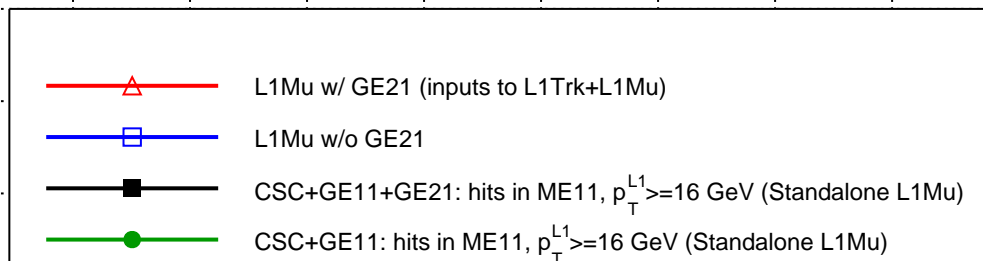 L1Mu w/ GE21 (inputs to L1Trk+L1Mu)
L1Mu w/o GE21
CSC+GE11+GE21: hits in ME11, p_T^L1>=16 GeV (Standalone L1Mu)
CSC+GE11: hits in ME11, p_T^L1>=16 GeV (Standalone L1Mu)